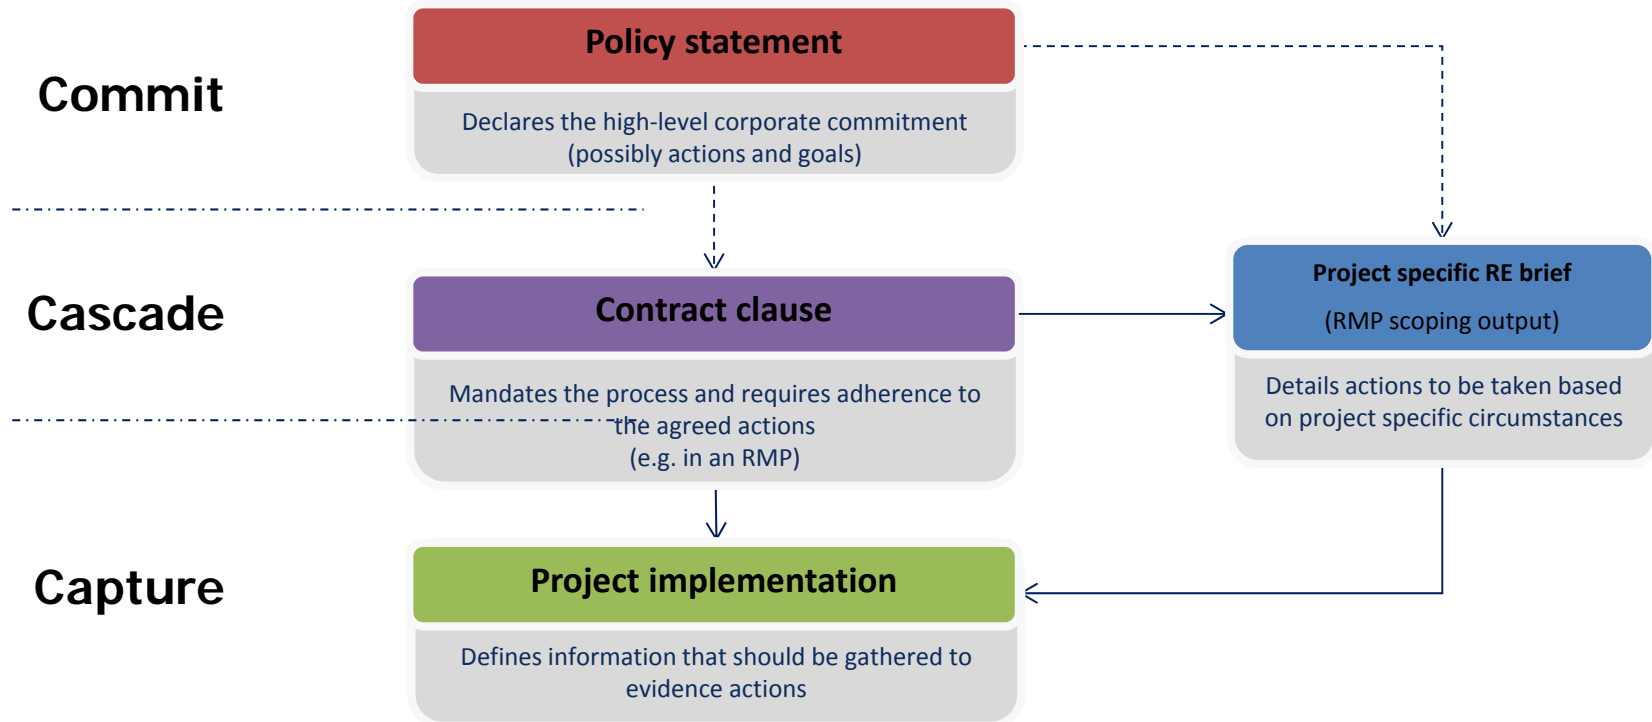 Commit
Policy statement
Declares the high-level corporate commitment
(possibly actions and goals)
Cascade
Contract clause
Mandates the process and requires adherence to
the agreed actions
(e.g. in an RMP)
Project specific RE brief
(RMP scoping output)
Details actions to be taken based
on project specific circumstances
Capture
Project implementation
Defines information that should be gathered to
evidence actions